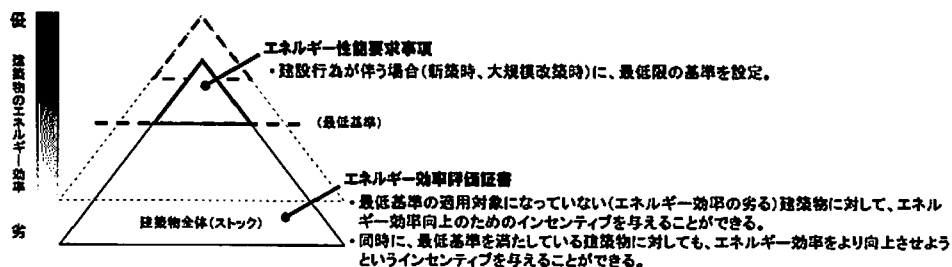 優
建築物のエネルギー効率
劣
エネルギー性能要求事項
・建設行為が伴う場合(新築時、大規模改築時)に、最低限の基準を設定。
(最低基準)
エネルギー効率評価証書
・最低基準の適用対象になっていない(エネルギー効率の劣る)建築物に対して、エネル
ギー効率向上のためのインセンティブを与えることができる。
・同時に、最低基準を満たしている建築物に対しても、エネルギー効率をより向上させよう
というインセンティブを与えることができる。
建築物全体(ストック)